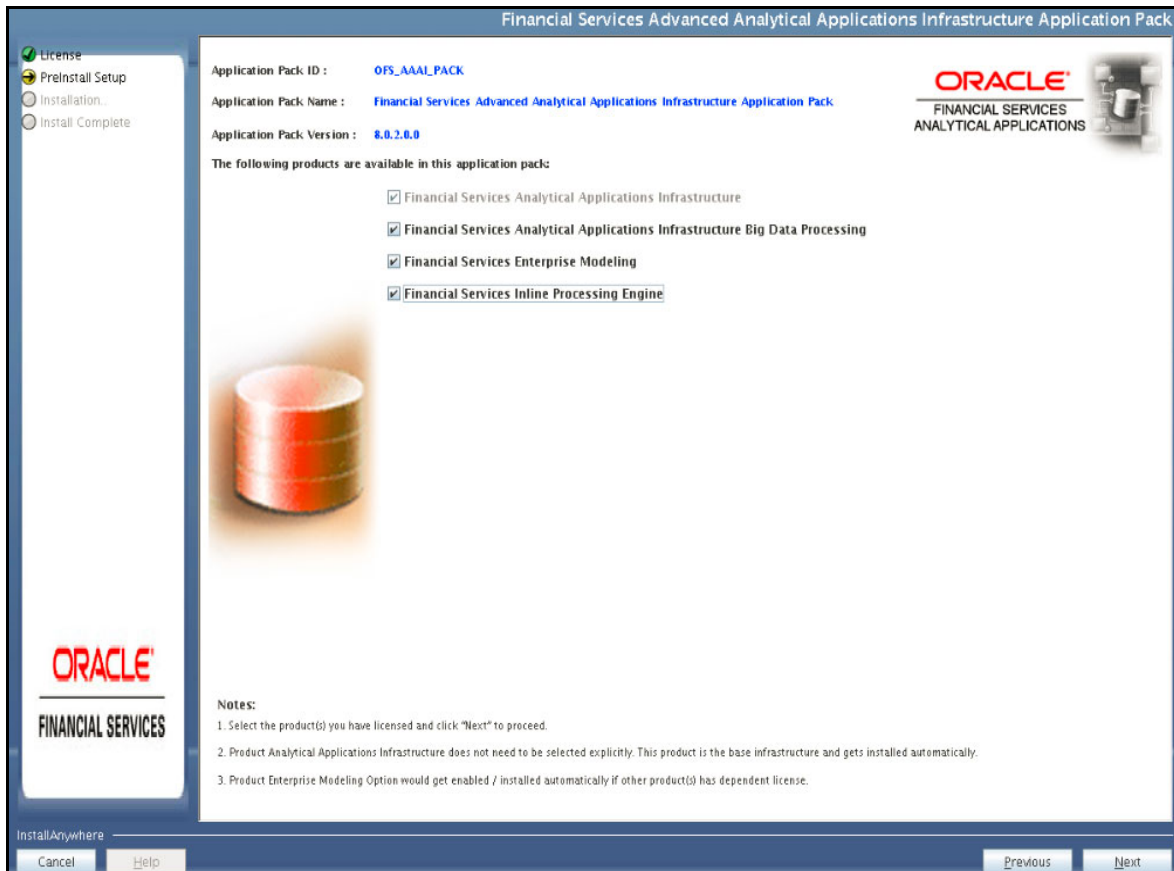 Financial Services Advanced Analytical Applications Infrastructure Application Pack
License
PreInstall Setup
Installation...
Install Complete
Application Pack ID : OFS_AAAI_PACK
Application Pack Name : Financial Services Advanced Analytical Applications Infrastructure Application Pack
Application Pack Version : 8.0.2.0.0
ORACLE
FINANCIAL SERVICES
ANALYTICAL APPLICATIONS
The following products are available in this application pack:
Financial Services Analytical Applications Infrastructure
Financial Services Analytical Applications Infrastructure Big Data Processing
Financial Services Enterprise Modeling
Financial Services Inline Processing Engine
ORACLE
FINANCIAL SERVICES
Notes:
1. Select the product(s) you have licensed and click "Next" to proceed.
2. Product Analytical Applications Infrastructure does not need to be selected explicitly. This product is the base infrastructure and gets installed automatically.
3. Product Enterprise Modeling Option would get enabled / installed automatically if other product(s) has dependent license.
InstallAnywhere
Cancel Help Previous Next